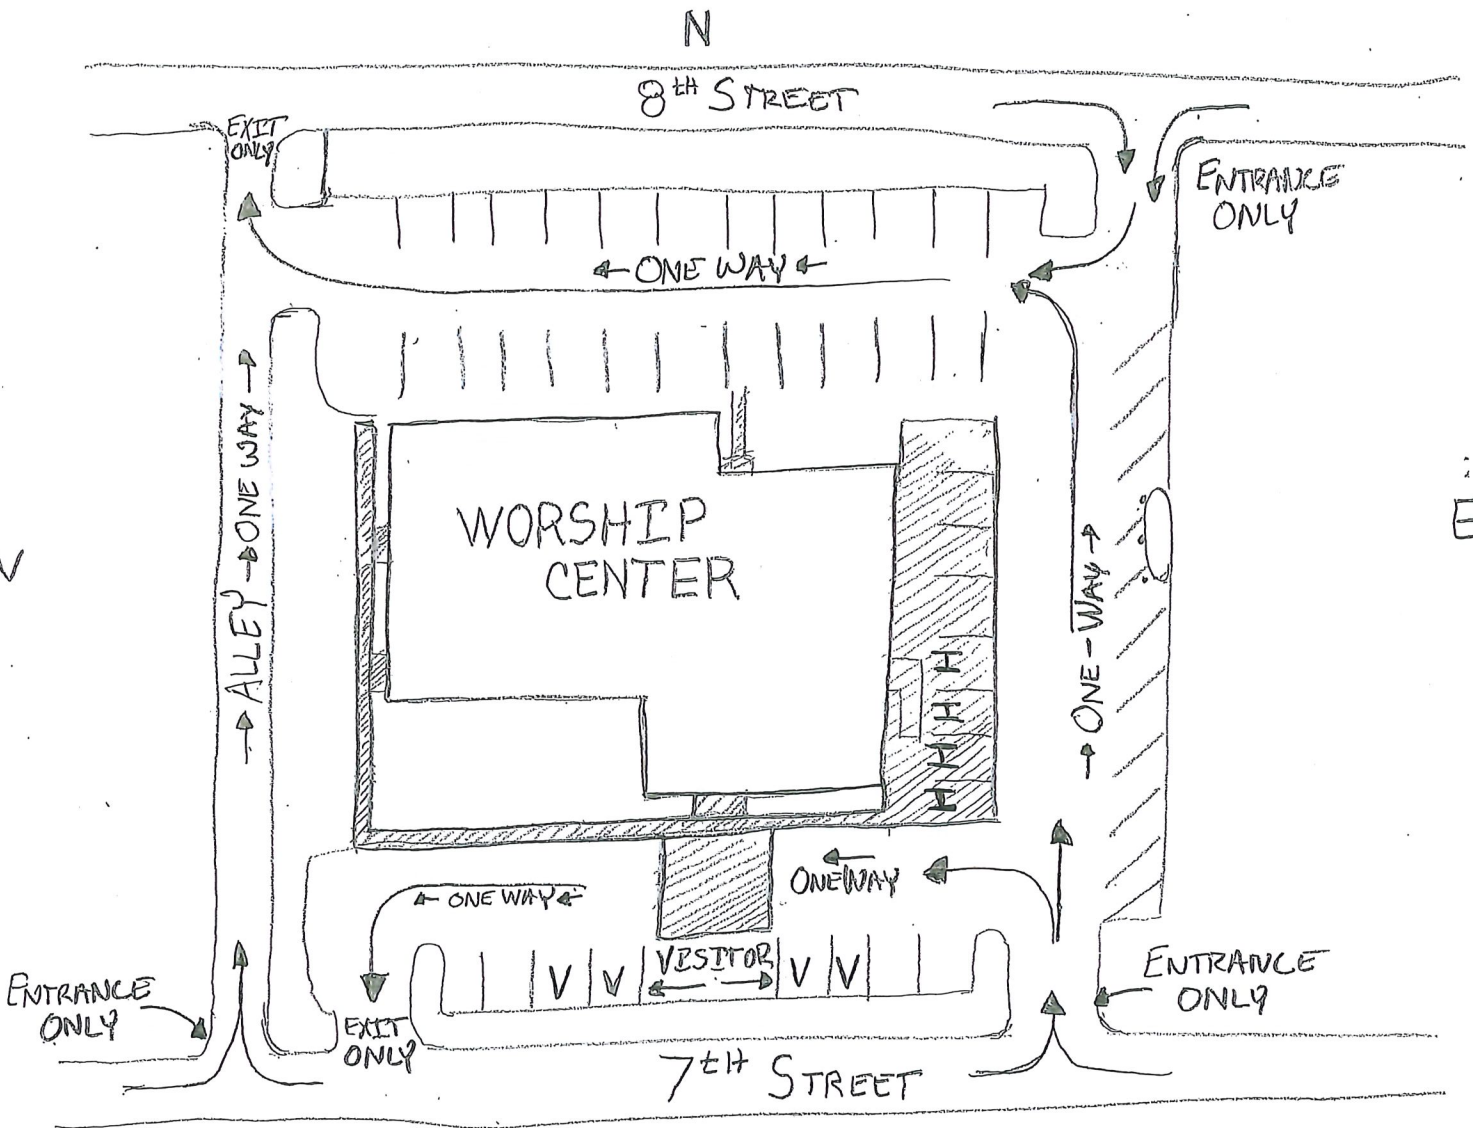 N
8TH STREET
EXIT
ONLY
ENTRANCE
ONLY
ONE WAY
ALLEY ONE WAY
WORSHIP
CENTER
E
H
H
H
H
ONE-WAY
ONE WAY
ONE WAY
VISITOR
V
V
V
V
ENTRANCE
ONLY
ENTRANCE
ONLY
EXIT
ONLY
7TH STREET